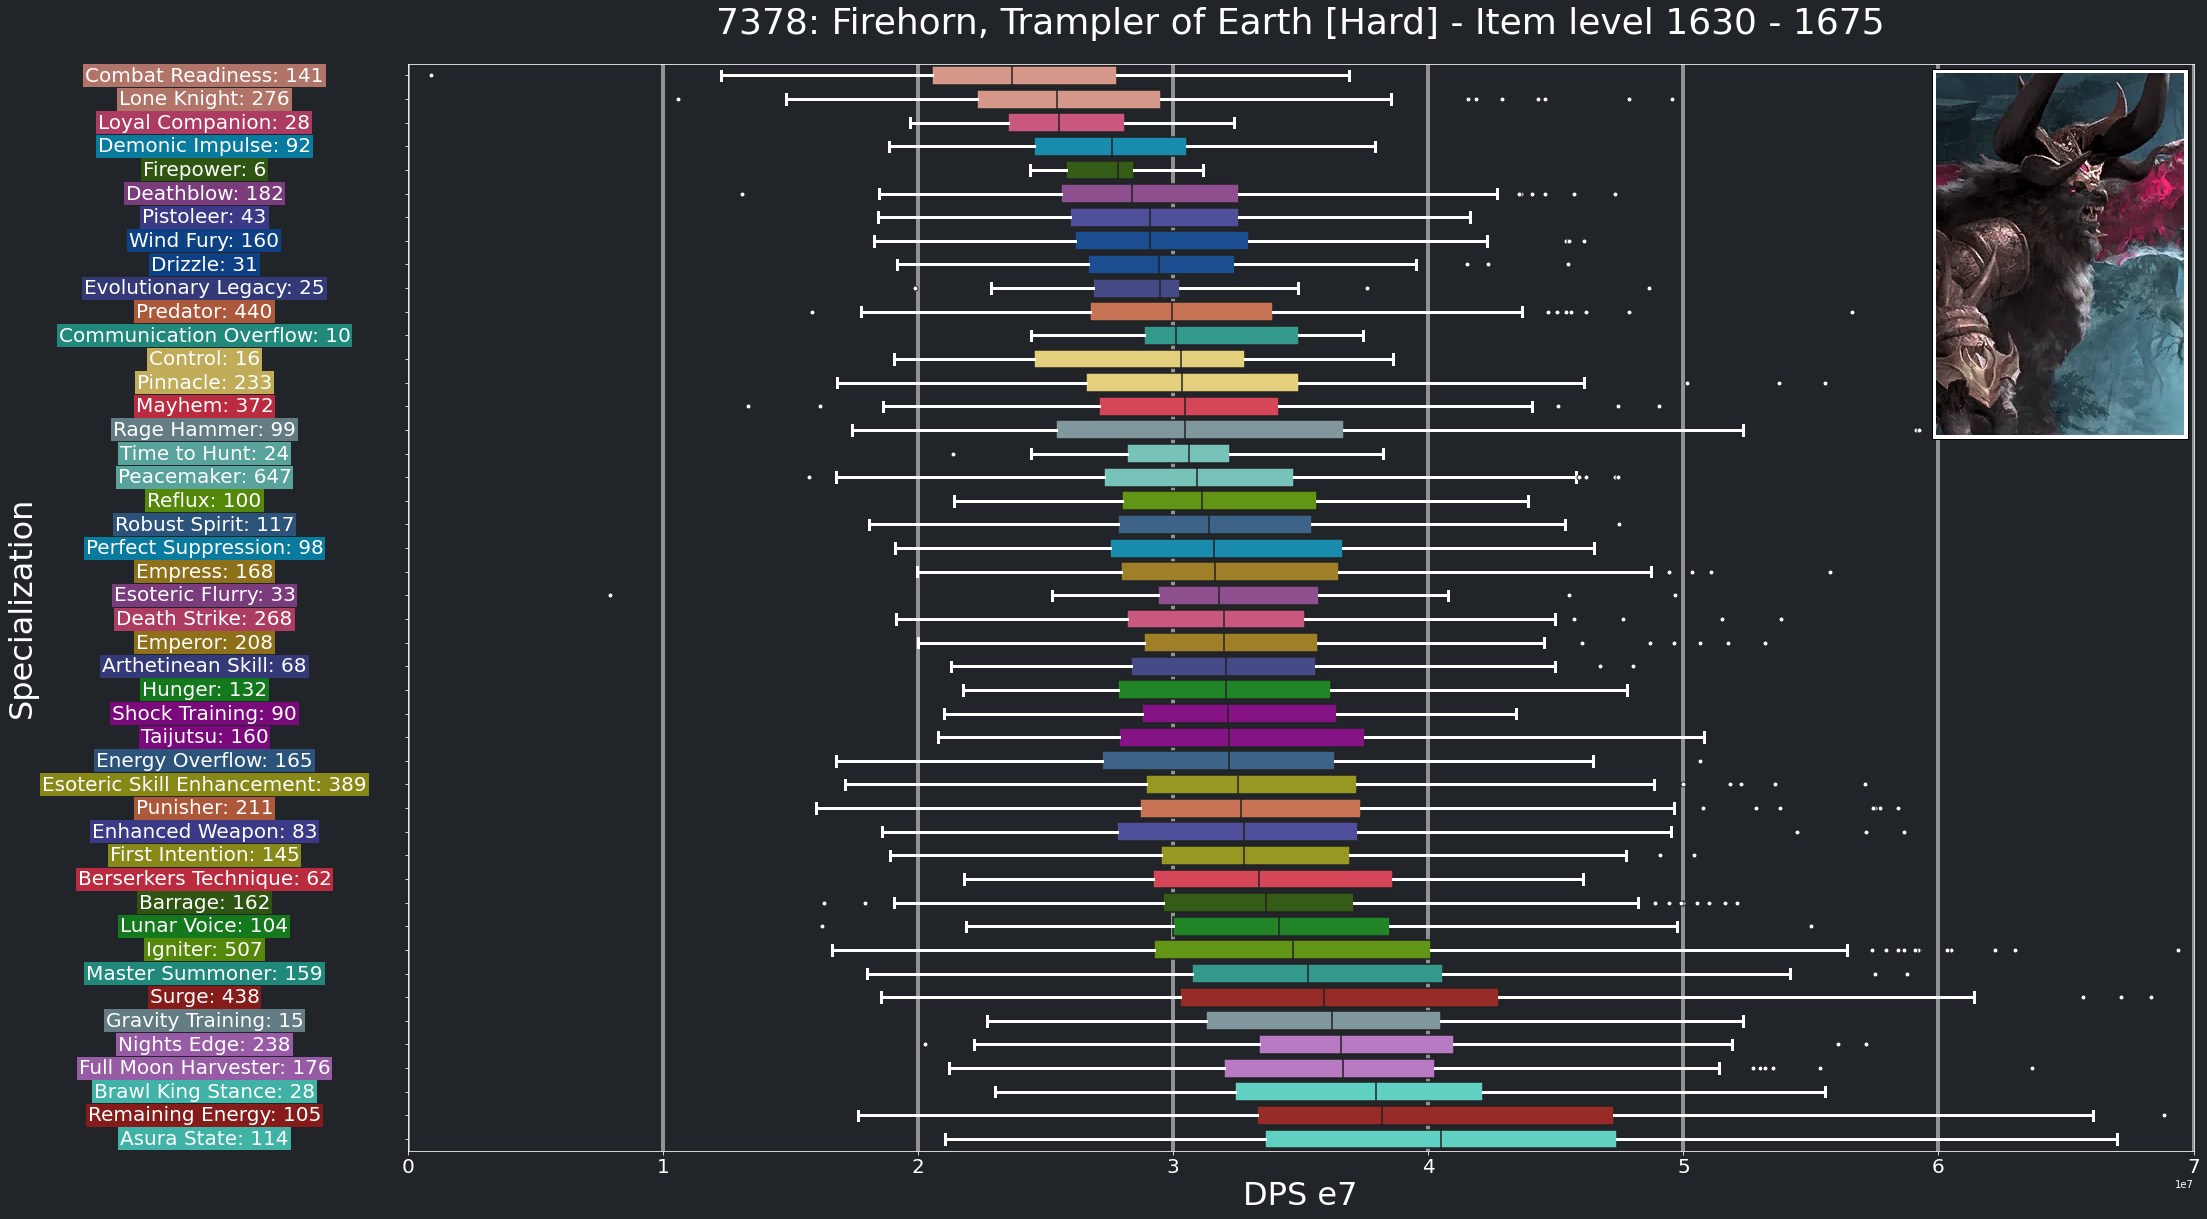 7378: Firehorn, Trampler of Earth [Hard] - Item level 1630 - 1675
Specialization
Combat Readiness: 141
Lone Knight: 276
Loyal Companion: 28
Demonic Impulse: 92
Firepower: 6
Deathblow: 182
Pistoleer: 43
Wind Fury: 160
Drizzle: 31
Evolutionary Legacy: 25
Predator: 440
Communication Overflow: 10
Control: 16
Pinnacle: 233
Mayhem: 372
Rage Hammer: 99
Time to Hunt: 24
Peacemaker: 647
Reflux: 100
Robust Spirit: 117
Perfect Suppression: 98
Empress: 168
Esoteric Flurry: 33
Death Strike: 268
Emperor: 208
Arthetinean Skill: 68
Hunger: 132
Shock Training: 90
Taijutsu: 160
Energy Overflow: 165
Esoteric Skill Enhancement: 389
Punisher: 211
Enhanced Weapon: 83
First Intention: 145
Berserkers Technique: 62
Barrage: 162
Lunar Voice: 104
Igniter: 507
Master Summoner: 159
Surge: 438
Gravity Training: 15
Nights Edge: 238
Full Moon Harvester: 176
Brawl King Stance: 28
Remaining Energy: 105
Asura State: 114
0 1 2 3 4 5 6 7
DPS e7
1e7